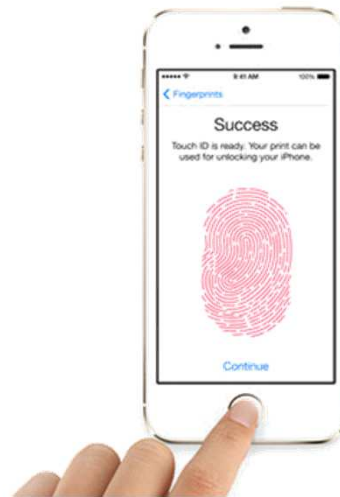 9:41 AM 100%
Fingerprints
Success
Touch ID is ready. Your print can be
used for unlocking your iPhone.
Continue